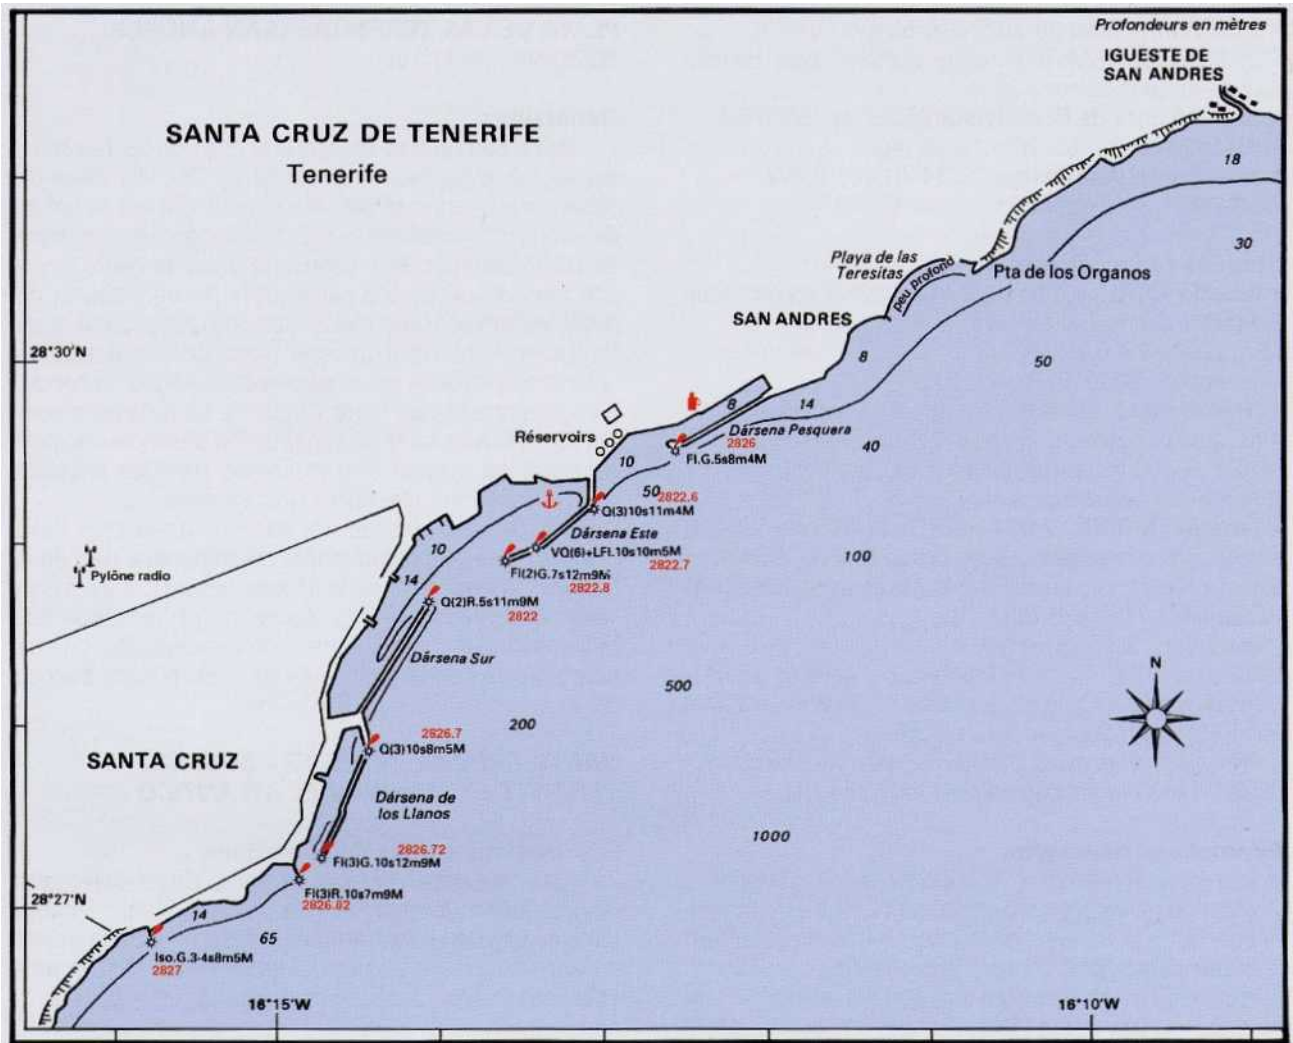 Profondeurs en mètres
IGUESTE DE
SAN ANDRES
SANTA CRUZ DE TENERIFE
Tenerife
18
30
Playa de las
Teresitas
peu profond
Pta de los Organos
SAN ANDRES
28°30'N
8
50
8
14
Dársena Pesquera
2826
Fl.G.5s8m4M
40
Réservoirs
10
50
2822.6
Q(3)10s11m4M
Dársena Este
VQ(6)+LFl.10s10m5M
2822.7
100
10
Fl(2)G.7s12m9M
2822.8
Pylône radio
14
Q(2)R.5s11m9M
2822
Dársena Sur
500
N
200
2826.7
Q(3)10s8m5M
SANTA CRUZ
Dársena de
los Llanos
1000
2826.72
Fl(3)G.10s12m9M
Fl(3)R.10s7m9M
2826.82
28°27'N
14
65
Iso.G.3-4s8m5M
2827
16°15'W
16°10'W